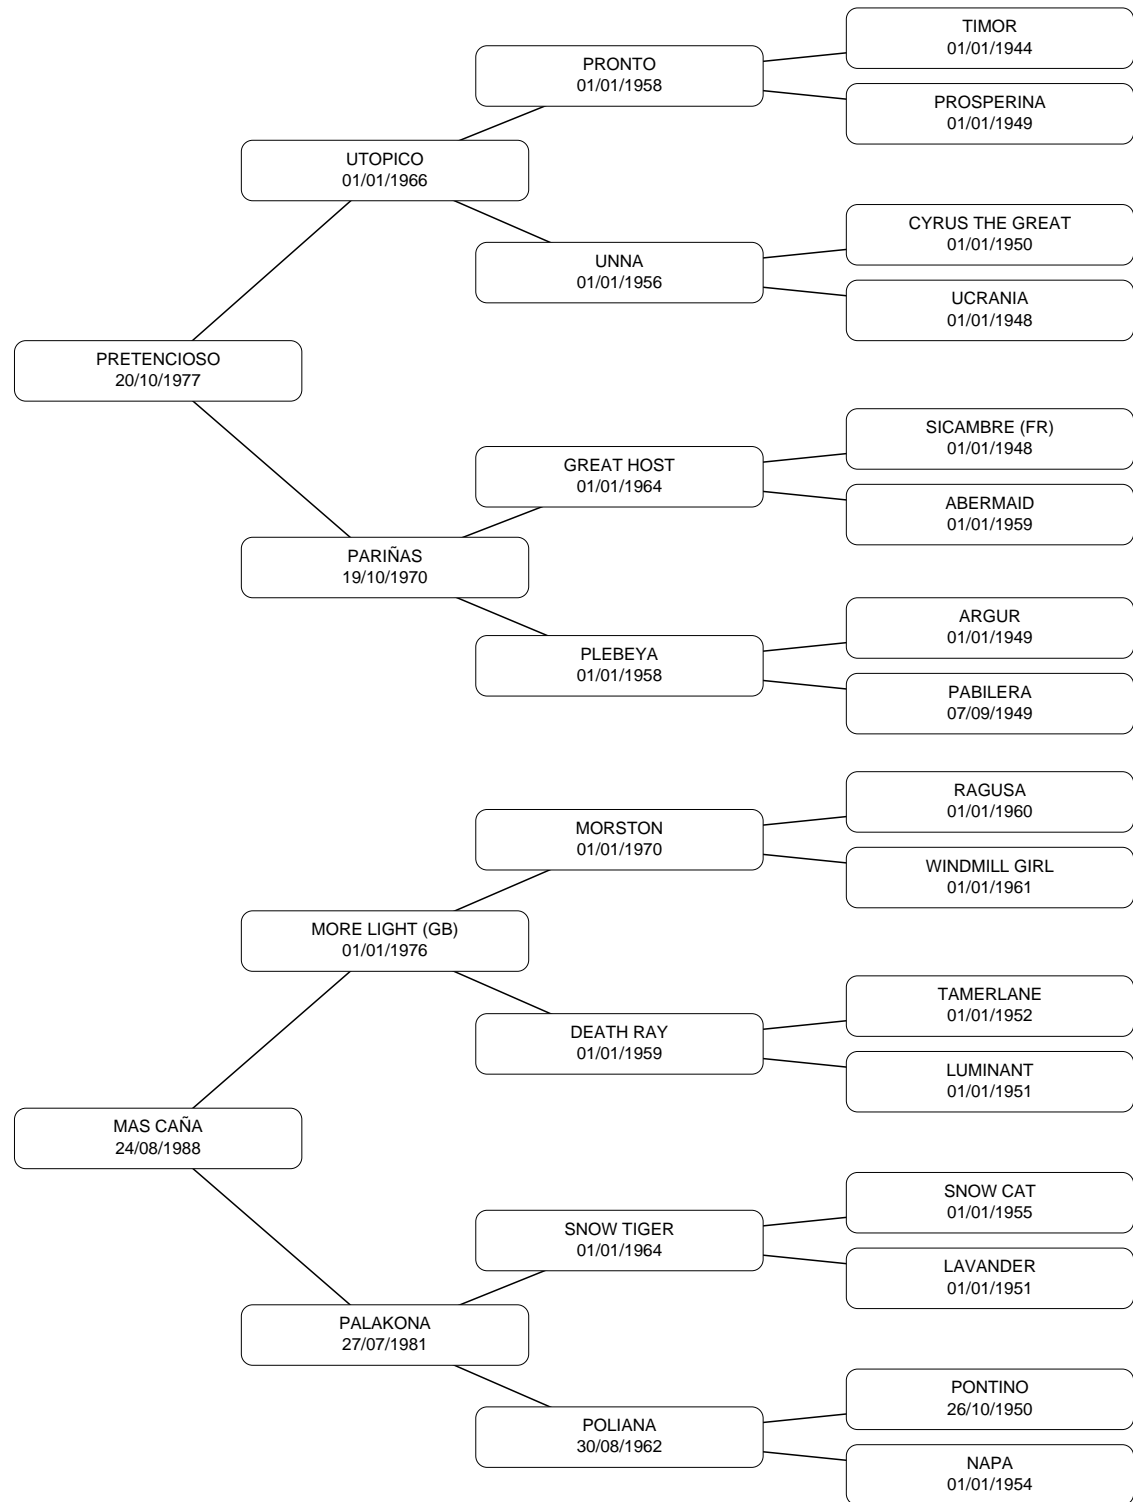 TIMOR
01/01/1944
PRONTO
01/01/1958
PROSPERINA
01/01/1949
UTOPICO
01/01/1966
CYRUS THE GREAT
01/01/1950
UNNA
01/01/1956
UCRANIA
01/01/1948
PRETENCIOSO
20/10/1977
SICAMBRE (FR)
01/01/1948
GREAT HOST
01/01/1964
ABERMAID
01/01/1959
PARIÑAS
19/10/1970
ARGUR
01/01/1949
PLEBEYA
01/01/1958
PABILERA
07/09/1949
RAGUSA
01/01/1960
MORSTON
01/01/1970
WINDMILL GIRL
01/01/1961
MORE LIGHT (GB)
01/01/1976
TAMERLANE
01/01/1952
DEATH RAY
01/01/1959
LUMINANT
01/01/1951
MAS CAÑA
24/08/1988
SNOW CAT
01/01/1955
SNOW TIGER
01/01/1964
LAVANDER
01/01/1951
PALAKONA
27/07/1981
PONTINO
26/10/1950
POLIANA
30/08/1962
NAPA
01/01/1954